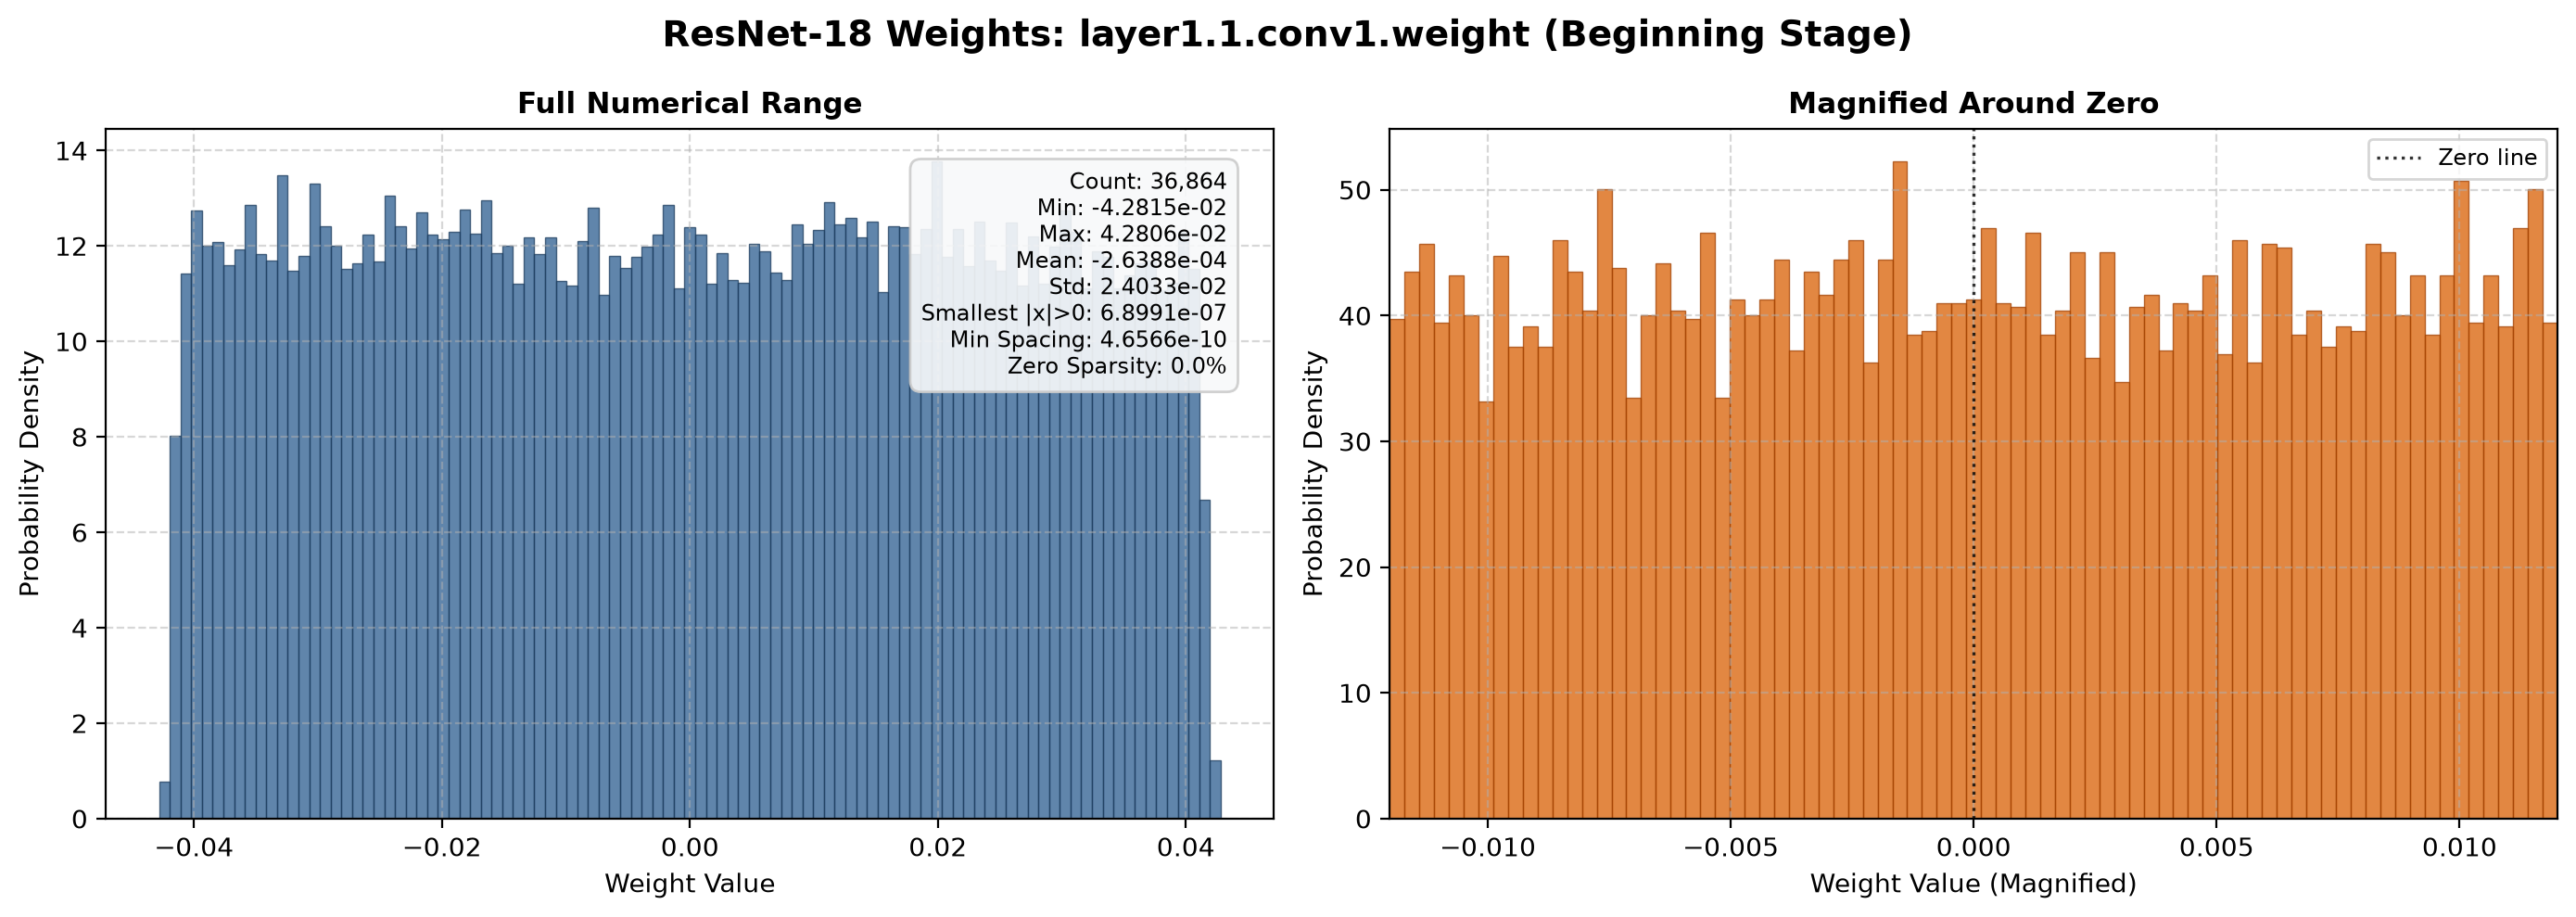 ResNet-18 Weights: layer1.1.conv1.weight (Beginning Stage)
Full Numerical Range
14
12
10
8
6
4
2
0
Probability Density
Count: 36,864
Min: -4.2815e-02
Max: 4.2806e-02
Mean: -2.6388e-04
Std: 2.4033e-02
Smallest |x|>0: 6.8991e-07
Min Spacing: 4.6566e-10
Zero Sparsity: 0.0%
−0.04 −0.02 0.00 0.02 0.04
Weight Value
Magnified Around Zero
Zero line
50
40
30
20
10
0
Probability Density
−0.010 −0.005 0.000 0.005 0.010
Weight Value (Magnified)